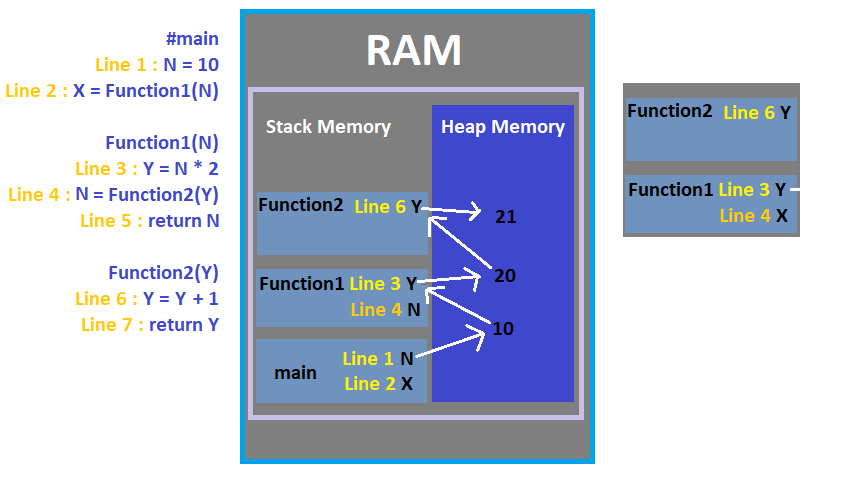 #main
Line 1 : N = 10
Line 2 : X = Function1(N)
Function1(N)
Line 3 : Y = N * 2
Line 4 : N = Function2(Y)
Line 5 : return N
Function2(Y)
Line 6 : Y = Y + 1
Line 7 : return Y
RAM
Stack Memory
Heap Memory
Function2 Line 6 Y
21
Function1 Line 3 Y
20
Line 4 N
10
main
Line 1 N
Line 2 X
Function2 Line 6 Y
Function1 Line 3 Y
Line 4 X